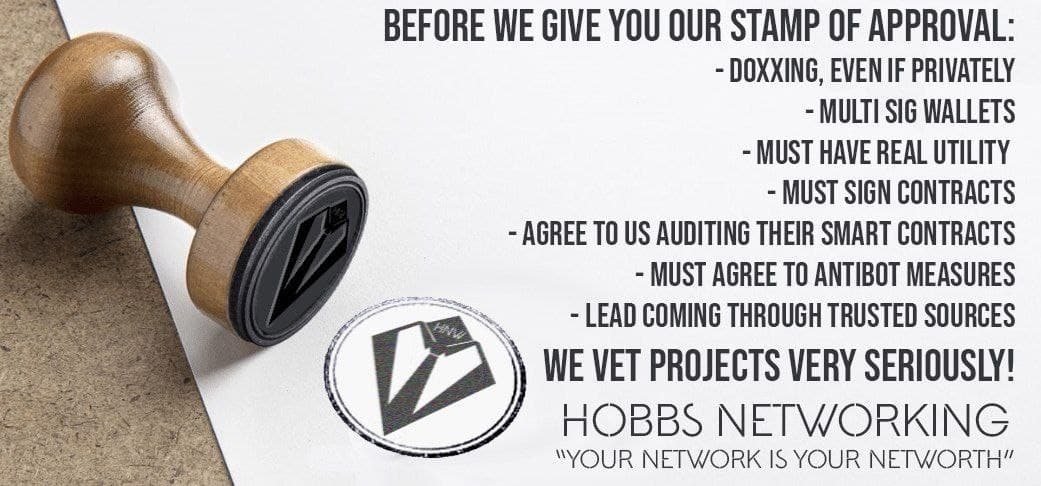 BEFORE WE GIVE YOU OUR STAMP OF APPROVAL:
- DOXXING, EVEN IF PRIVATELY
- MULTI SIG WALLETS
- MUST HAVE REAL UTILITY
- MUST SIGN CONTRACTS
- AGREE TO US AUDITING THEIR SMART CONTRACTS
- MUST AGREE TO ANTIBOT MEASURES
- LEAD COMING THROUGH TRUSTED SOURCES
WE VET PROJECTS VERY SERIOUSLY!
HOBBS NETWORKING
"YOUR NETWORK IS YOUR NETWORTH"